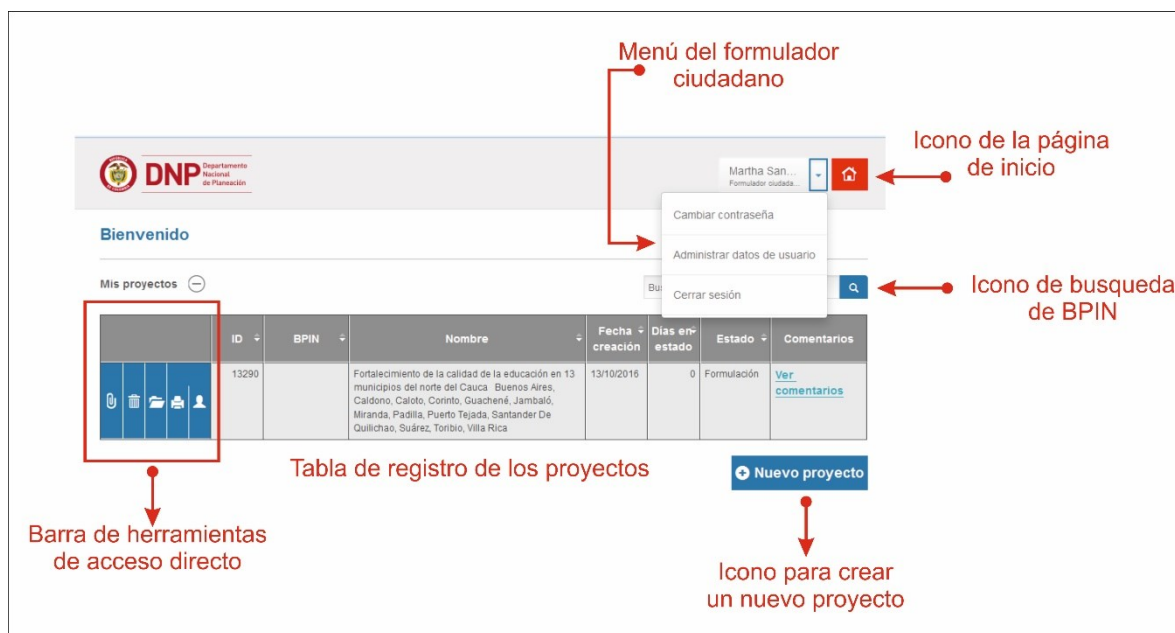 Menú del formulador
ciudadano
Icono de la página
de inicio
DNP
Departamento
Nacional
de Planeación
Martha San...
Formulador ciudada...
Cambiar contraseña
Administrar datos de usuario
Cerrar sesión
Bienvenido
Mis proyectos
Bus
Icono de busqueda
de BPIN
ID BPIN Nombre Fecha creación Dias en estado Estado Comentarios
13290
Fortalecimiento de la calidad de la educación en 13
municipios del norte del Cauca Buenos Aires,
Caldono, Caloto, Corinto, Guachené, Jambaló,
Miranda, Padilla, Puerto Tejada, Santander De
Quilichao, Suárez, Toribio, Villa Rica
13/10/2016 0 Formulación
Ver
comentarios
Tabla de registro de los proyectos
Nuevo proyecto
Barra de herramientas
de acceso directo
Icono para crear
un nuevo proyecto